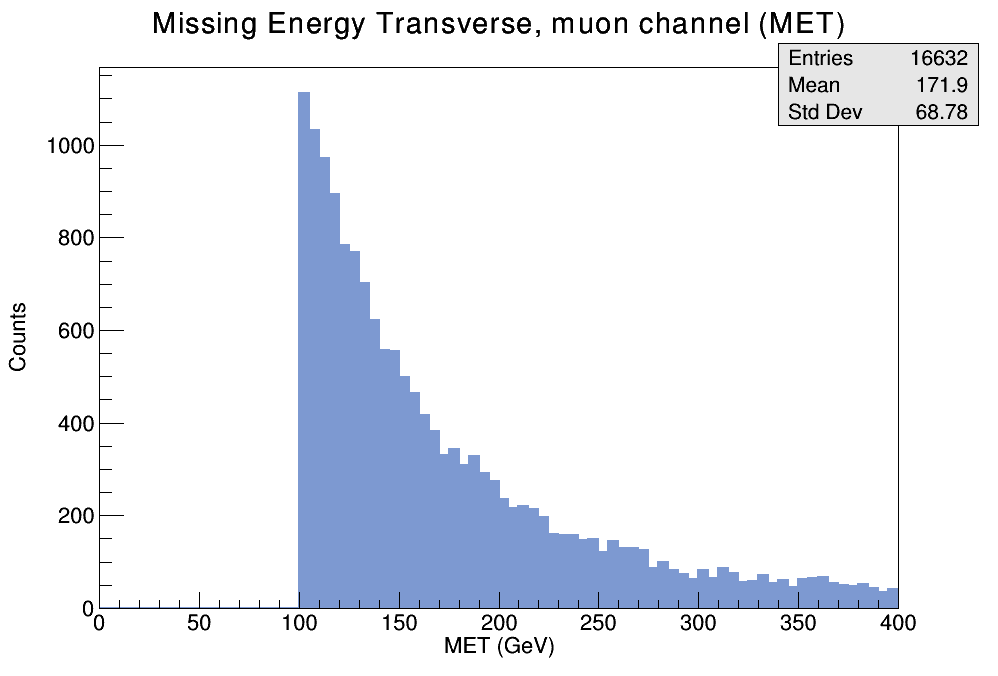 Missing Energy Transverse, muon channel (MET)
Entries 16632
Mean 171.9
Std Dev 68.78
1000
800
600
400
200
0
Counts
0 50 100 150 200 250 300 350 400
MET (GeV)